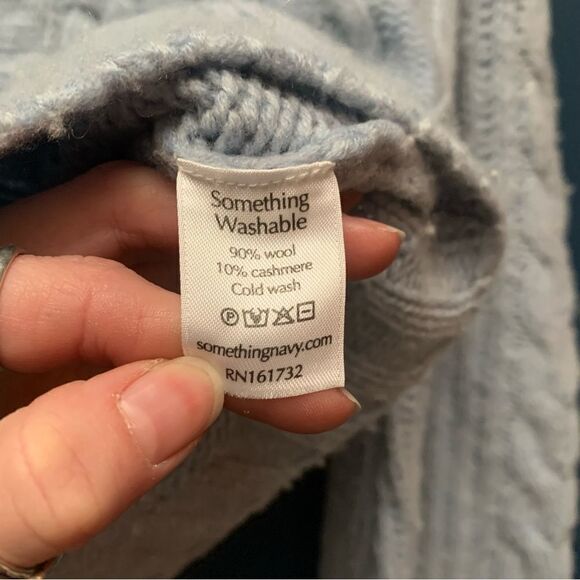 Something
Washable
90% wool
10% cashmere
Cold wash
P
somethingnavy.com
RN161732